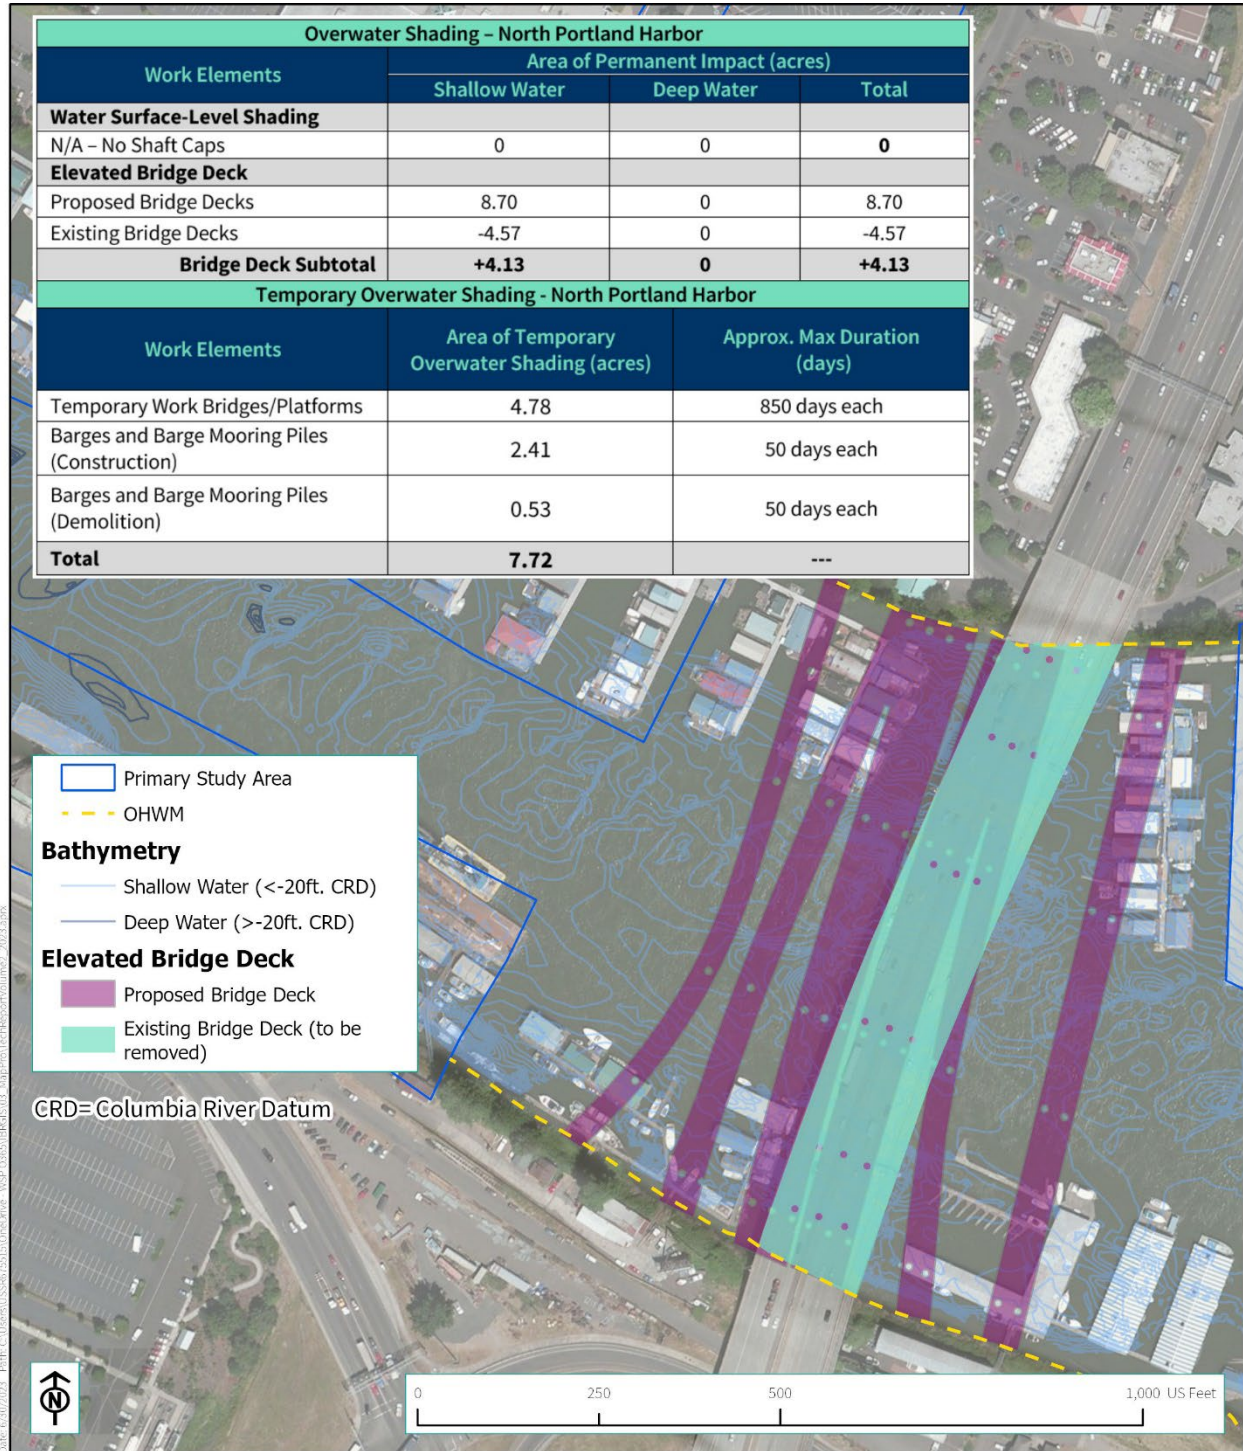 Overwater Shading – North Portland Harbor
Work Elements
Area of Permanent Impact (acres)
Shallow Water Deep Water Total
Water Surface-Level Shading
N/A – No Shaft Caps 0 0 0
Elevated Bridge Deck
Proposed Bridge Decks 8.70 0 8.70
Existing Bridge Decks -4.57 0 -4.57
Bridge Deck Subtotal +4.13 0 +4.13
Temporary Overwater Shading - North Portland Harbor
Work Elements
Area of Temporary
Overwater Shading (acres)
Approx. Max Duration
(days)
Temporary Work Bridges/Platforms 4.78 850 days each
Barges and Barge Mooring Piles
(Construction)
2.41 50 days each
Barges and Barge Mooring Piles
(Demolition)
0.53 50 days each
Total 7.72 ---
Primary Study Area
OHWM
Bathymetry
Shallow Water (<-20ft. CRD)
Deep Water (>-20ft. CRD)
Elevated Bridge Deck
Proposed Bridge Deck
Existing Bridge Deck (to be
removed)
CRD= Columbia River Datum
N
0 250 500 1,000 US Feet
Date: 6/30/2023